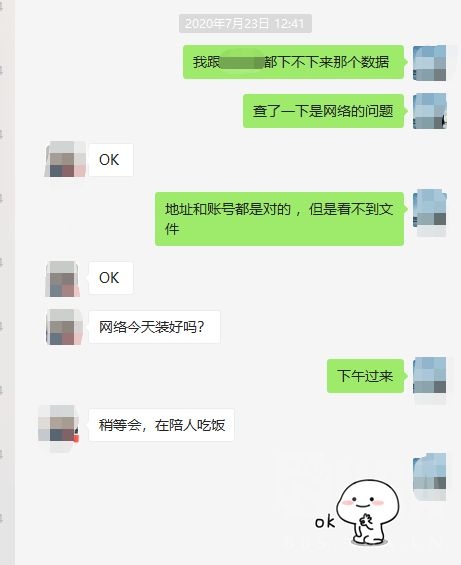 2020年7月23日 12:41
我跟 都下不下来那个数据
查了一下是网络的问题
OK
地址和账号都是对的， 但是看不到文
件
OK
网络今天装好吗?
下午过来
稍等会，在陪人吃饭
ok